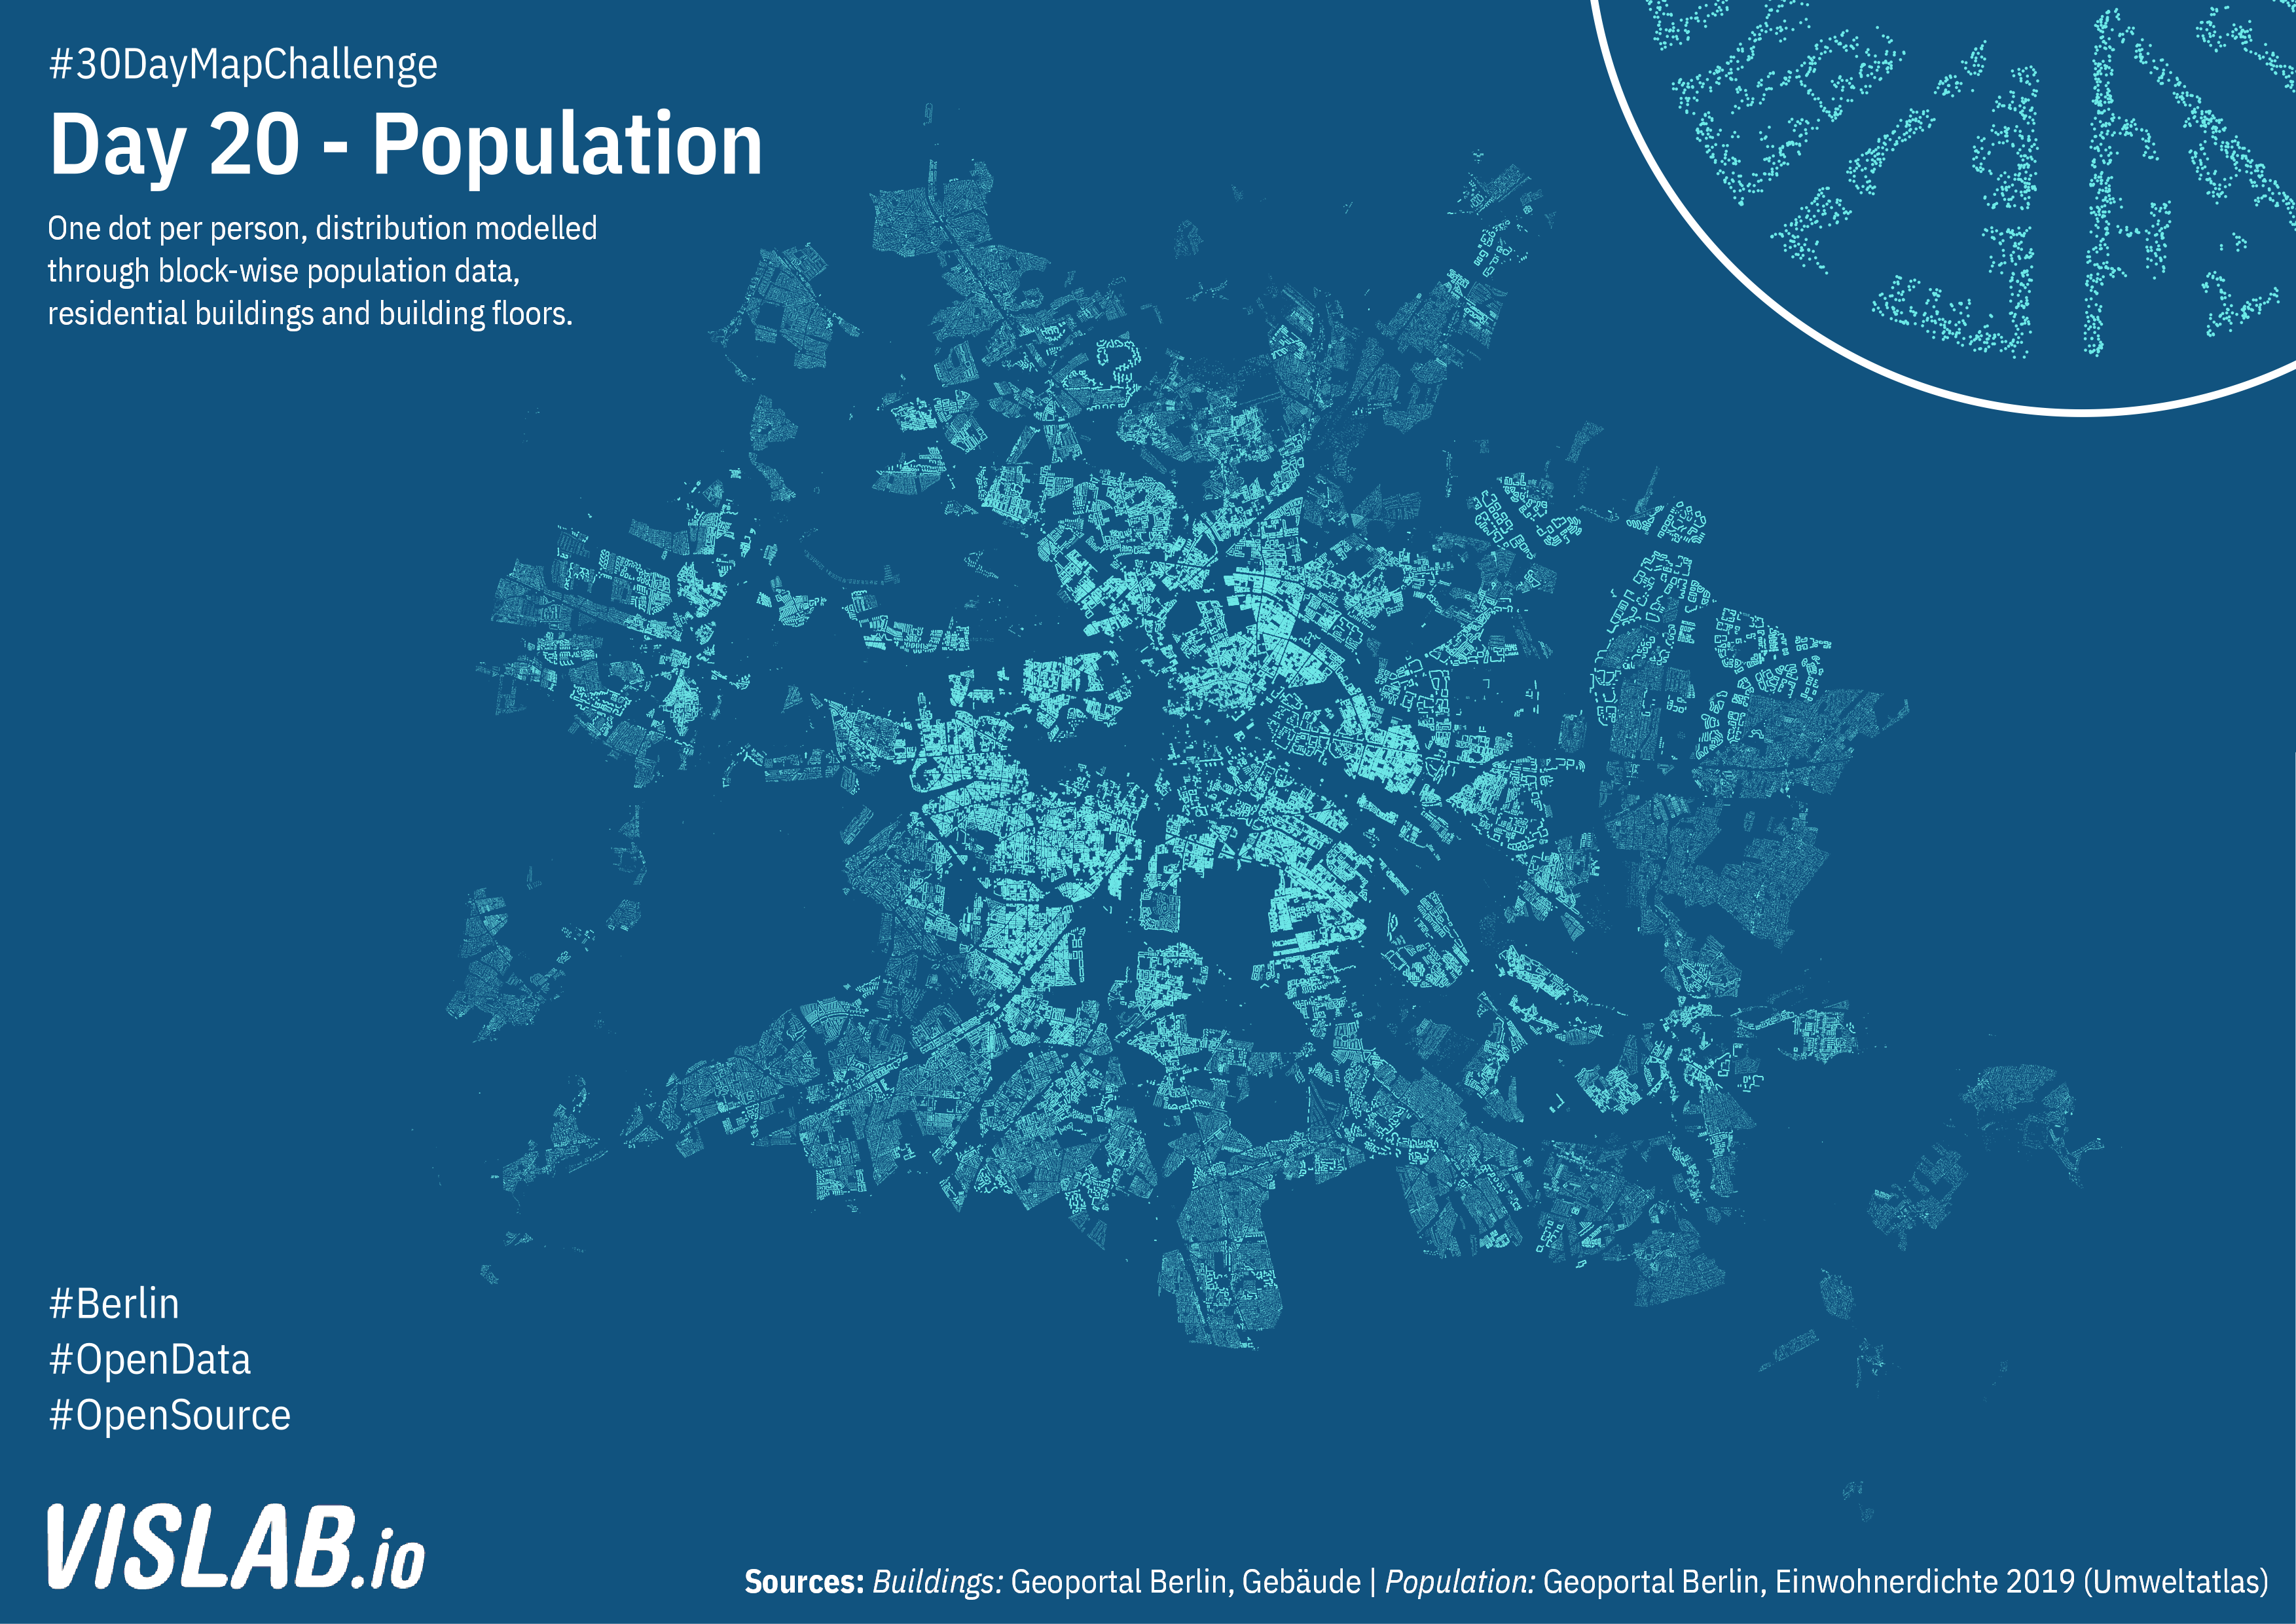 #30DayMapChallenge
Day 20 - Population
One dot per person, distribution modelled
through block-wise population data,
residential buildings and building floors.
#Berlin
#OpenData
#OpenSource
VISLAB.io
Sources: Buildings: Geoportal Berlin, Gebäude | Population: Geoportal Berlin, Einwohnerdichte 2019 (Umweltatlas)